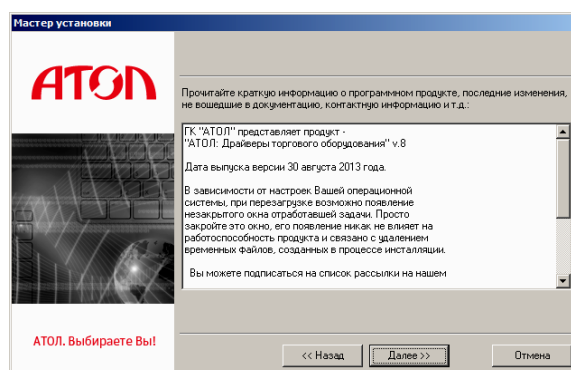 Мастер установки
АТОЛ
Прочитайте краткую информацию о программном продукте, последние изменения,
не вошедшие в документацию, контактную информацию и т.д.:
ГК "АТОЛ" представляет продукт -
"АТОЛ: Драйверы торгового оборудования" v.8
Дата выпуска версии 30 августа 2013 года.
В зависимости от настроек Вашей операционной
системы, при перезагрузке возможно появление
незакрытого окна отработавшей задачи. Просто
закройте это окно, его появление никак не влияет на
работоспособность продукта и связано с удалением
временных файлов, созданных в процессе инсталляции.
Вы можете подписаться на список рассылки на нашем
АТОЛ. Выбираете Вы!
<< Назад
Далее >>
Отмена